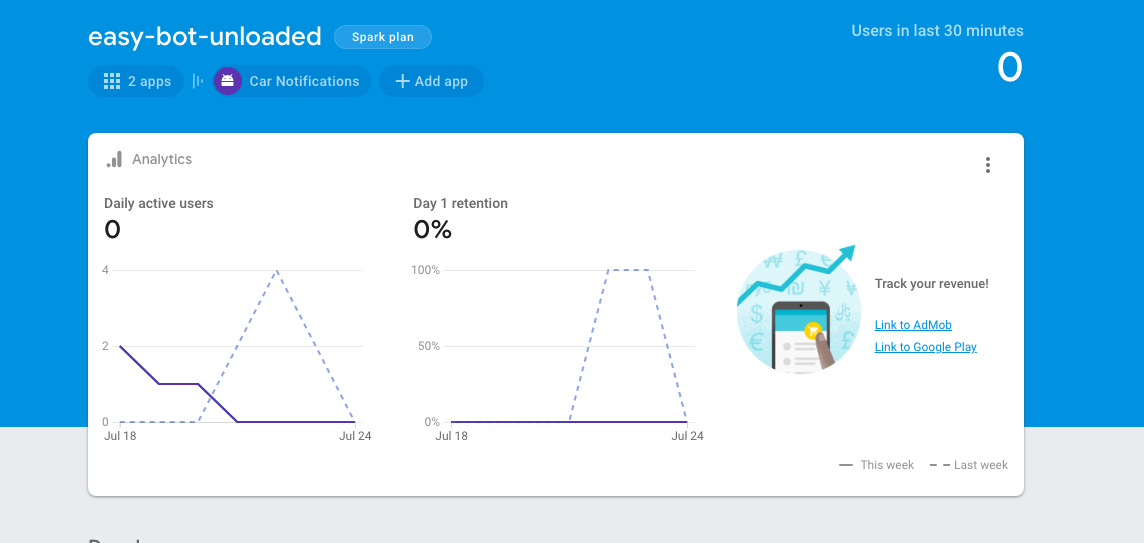 easy-bot-unloaded
Spark plan
Users in last 30 minutes
0
2 apps
Car Notifications
Add app
Analytics
Daily active users
0
4
2
0
Jul 18
Jul 24
Day 1 retention
0%
100%
50%
0%
Jul 18
Jul 24
Track your revenue!
Link to AdMob
Link to Google Play
This week
Last week